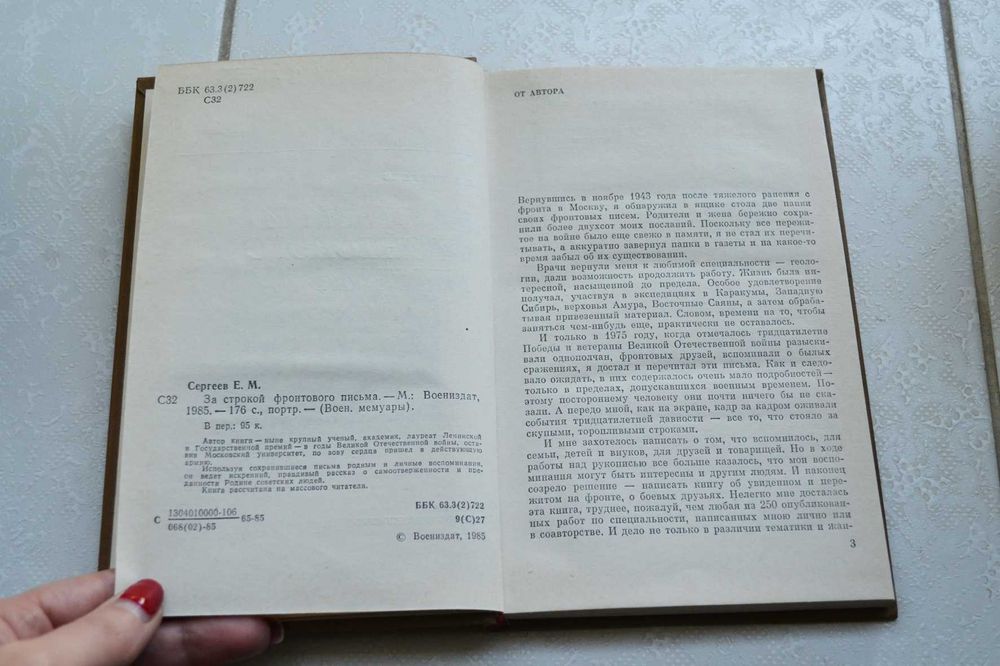 ББК 63.3(2)722
С32
Сергеев Е. М.
С32 За строкой фронтового письма. — М.: Воениздат,
1985. — 176 с., портр. — (Воен. мемуары).
В пер.: 95 к.
Автор книги — ныне крупный ученый, академик, лауреат Ленинской
и Государственной премий — в годы Великой Отечественной войны, оста-
вив Московский университет, по зову сердца пришел в действующую
армию.
Используя сохранившиеся письма родным и личные воспоминания,
он ведет искренний, правдивый рассказ о самоотверженности и пре-
данности Родине советских людей.
Книга рассчитана на массового читателя.
С 1304010000-106
068(02)-85 65-85
ББК 63.3(2)722
9(С)27
© Воениздат, 1985
ОТ АВТОРА
Вернувшись в ноябре 1943 года после тяжелого ранения с
фронта в Москву, я обнаружил в ящике стола две папки
своих фронтовых писем. Родители и жена бережно сохра-
нили более двухсот моих посланий. Поскольку все пережи-
тое на войне было еще свежо в памяти, я не стал их перечи-
тывать, а аккуратно завернул папки в газеты и на какое-то
время забыл об их существовании.
Врачи вернули меня к любимой специальности — геоло-
гии, дали возможность продолжить работу. Жизнь была ин-
тересной, насыщенной до предела. Особое удовлетворение
получал, участвуя в экспедициях в Каракумы, Западную
Сибирь, верховья Амура, Восточные Саяны, а затем обраба-
тывая привезенный материал. Словом, времени на то, чтобы
заняться чем-нибудь еще, практически не оставалось.
И только в 1975 году, когда отмечалось тридцатилетие
Победы и ветераны Великой Отечественной войны разыски-
вали однополчан, фронтовых друзей, вспоминали о былых
сражениях, я достал и перечитал эти письма. Как и следо-
вало ожидать, в них содержалось очень мало подробностей —
только в пределах, допускавшихся военным временем. По-
этому постороннему человеку они почти ничего бы не ска-
зали. А передо мной, как на экране, кадр за кадром оживали
события тридцатилетней давности — все то, что стояло за
скупыми, торопливыми строками.
И мне захотелось написать о том, что вспомнилось, для
семьи, детей и внуков, для друзей и товарищей. Но в ходе
работы над рукописью все больше казалось, что мои воспо-
минания могут быть интересны и другим людям. И наконец
созрело решение — написать книгу об увиденном и пере-
житом на фронте, о боевых друзьях. Нелегко мне досталась
эта книга, труднее, пожалуй, чем любая из 250 опубликован-
ных работ по специальности, написанных мною лично или
в соавторстве. И дело не только в различии тематики и жан-
3